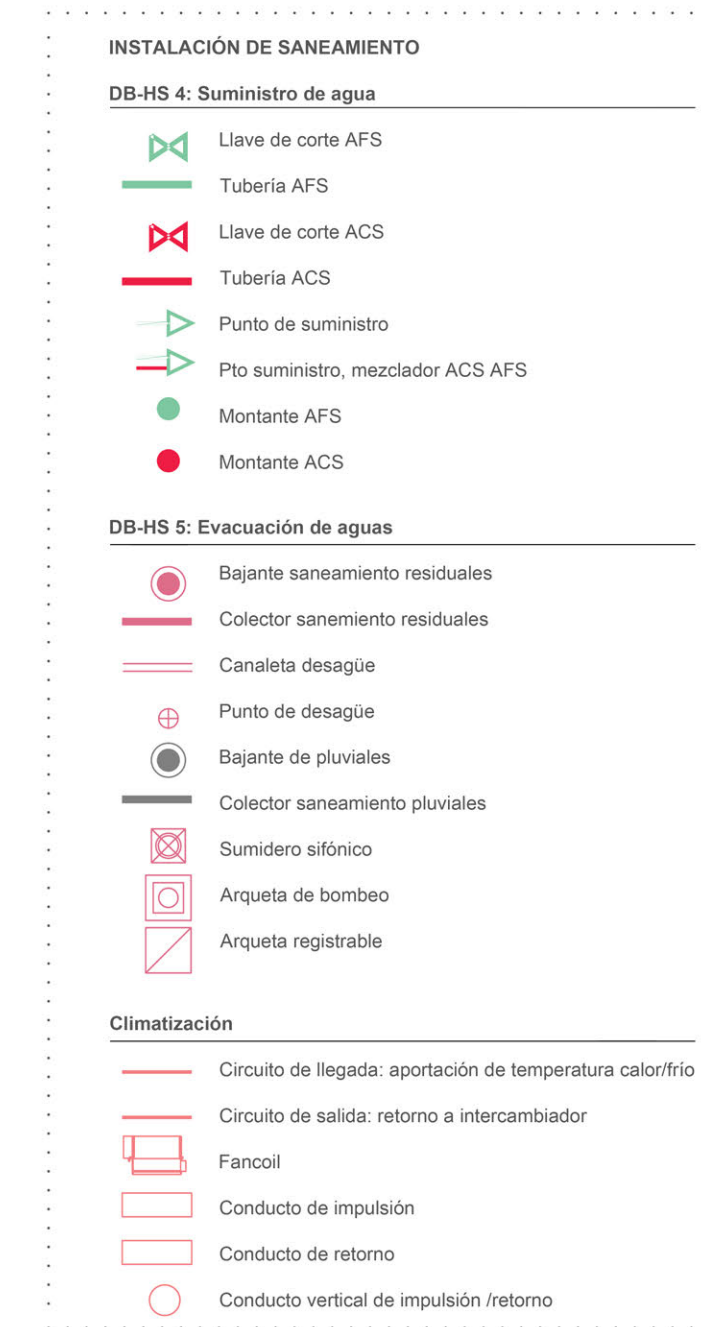 INSTALACIÓN DE SANEAMIENTO
DB-HS 4: Suministro de agua
Llave de corte AFS
Tubería AFS
Llave de corte ACS
Tubería ACS
Punto de suministro
Pto suministro, mezclador ACS AFS
Montante AFS
Montante ACS
DB-HS 5: Evacuación de aguas
Bajante saneamiento residuales
Colector sanemiento residuales
Canaleta desagüe
Punto de desagüe
Bajante de pluviales
Colector saneamiento pluviales
Sumidero sifónico
Arqueta de bombeo
Arqueta registrable
Climatización
Circuito de llegada: aportación de temperatura calor/frío
Circuito de salida: retorno a intercambiador
Fancoil
Conducto de impulsión
Conducto de retorno
Conducto vertical de impulsión /retorno